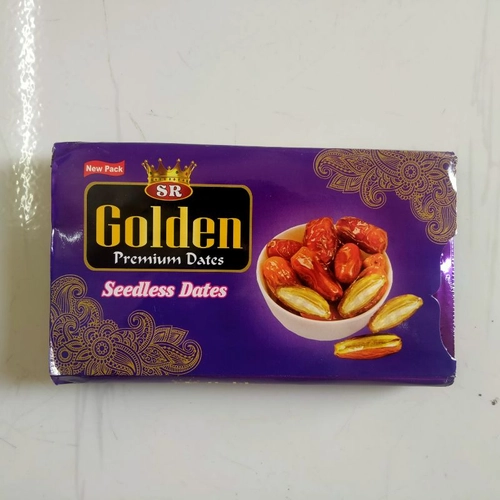 New Pack
SR
Golden
Premium Dates
Seedless Dates